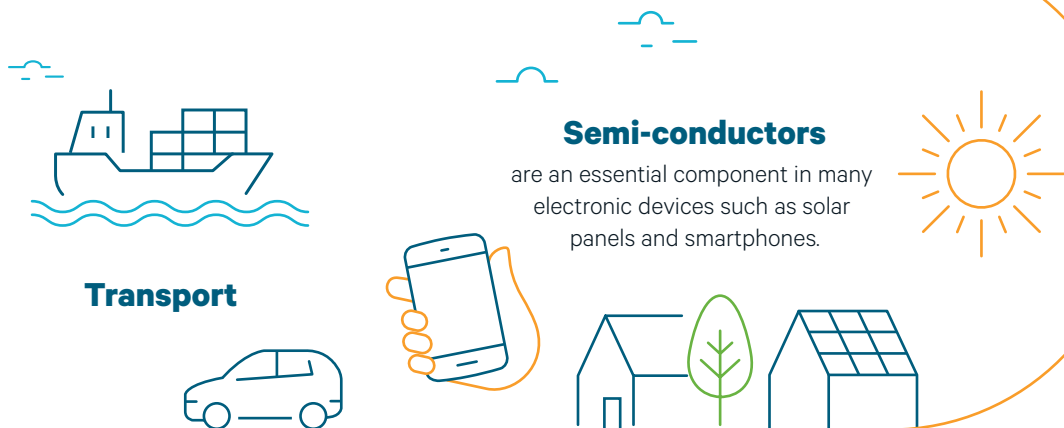 Semi-conductors
are an essential component in many
electronic devices such as solar
panels and smartphones.
Transport